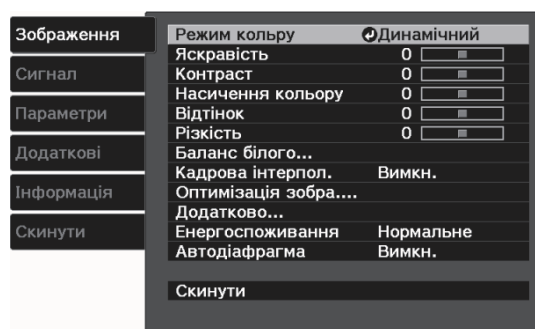 Зображення
Сигнал
Параметри
Додаткові
Інформація
Скинути
Режим кольру Динамічний
Яскравість 0
Контраст 0
Насичення кольору 0
Відтінок 0
Різкість 0
Баланс білого...
Кадрова інтерпол. Вимкн.
Оптимізація зобра....
Додатково...
Енергоспоживання Нормальне
Автодіафрагма Вимкн.
Скинути